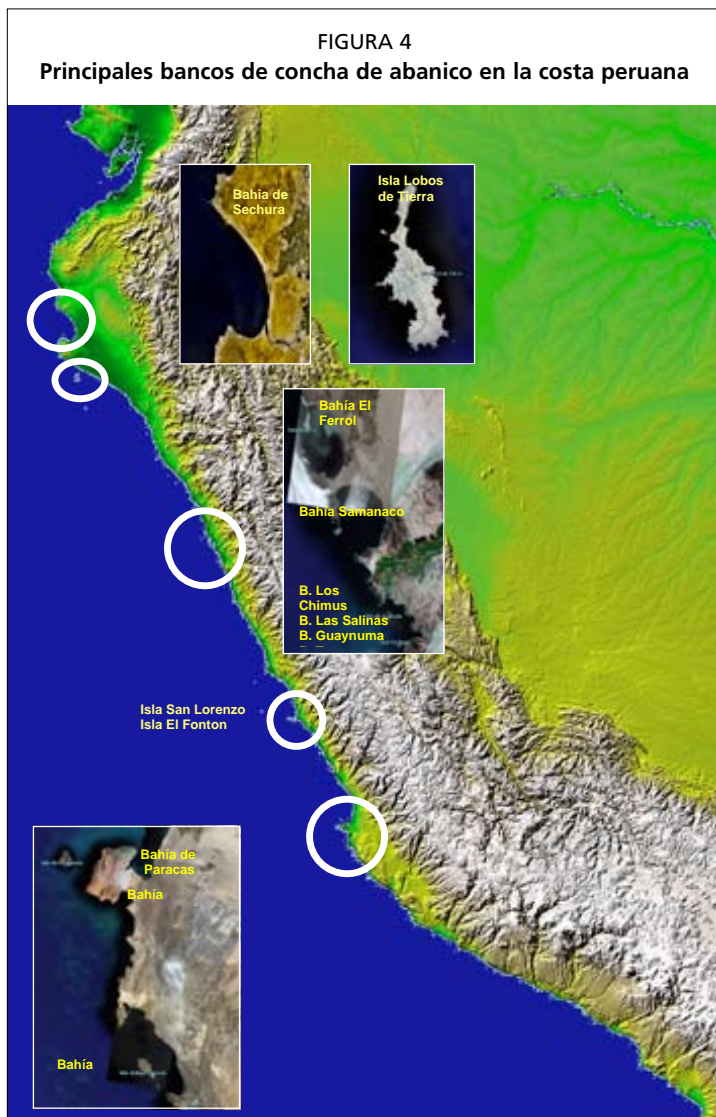 FIGURA 4
Principales bancos de concha de abanico en la costa peruana
Bahia de
Sechura
Isla Lobos
de Tierra
Bahía El
Ferrol
Bahía Samanaco
B. Los
Chimus
B. Las Salinas
B. Guaynuma
Isla San Lorenzo
Isla El Fonton
Bahía de
Paracas
Bahía
Bahía